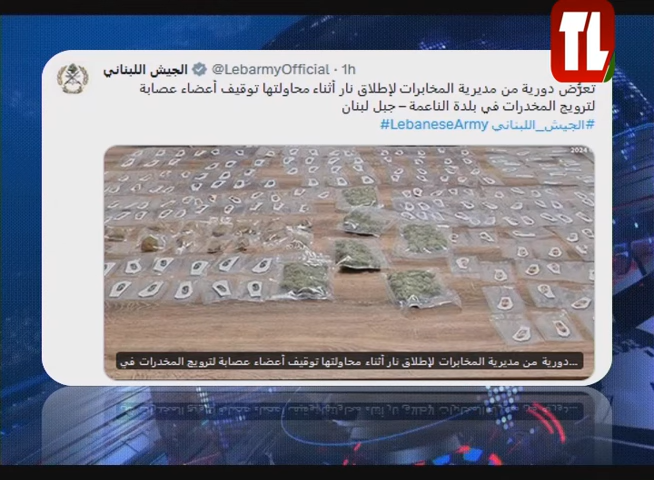 TL
الجيش اللبناني @LebarmyOfficial · 1h
تعرُّض دورية من مديرية المخابرات لإطلاق نار أثناء محاولتها توقيف أعضاء عصابة
لترويج المخدرات في بلدة الناعمة – جبل لبنان
#الجيش_اللبناني #LebaneseArmy
2024
دورية من مديرية المخابرات لإطلاق نار أثناء محاولتها توقيف أعضاء عصابة لترويج المخدرات في...